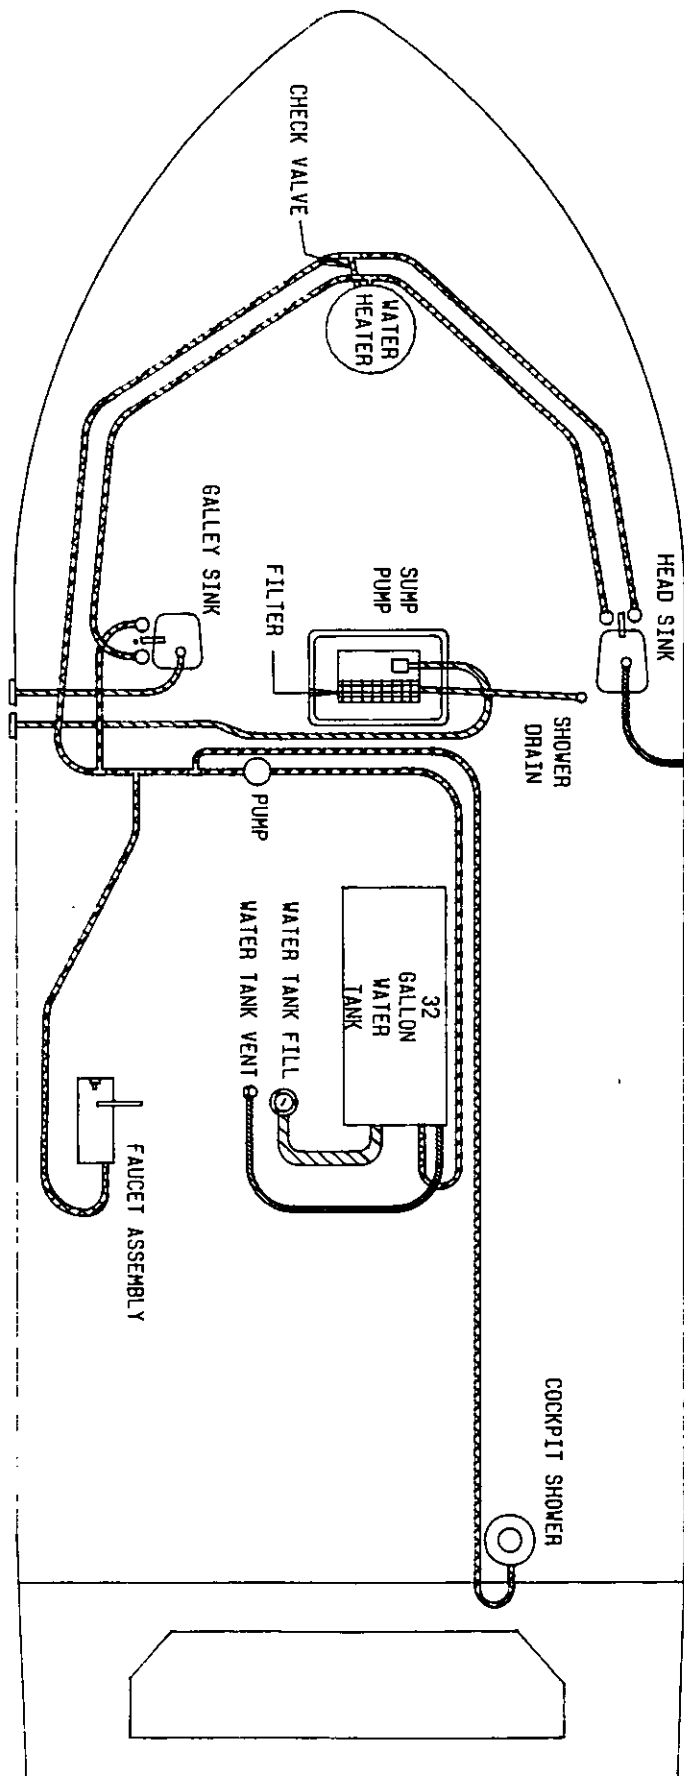 CHECK VALVE
WATER
HEATER
HEAD SINK
GALLEY SINK
SUMP
PUMP
FILTER
SHOWER
DRAIN
PUMP
32
GALLON
WATER
TANK
WATER TANK FILL
WATER TANK VENT
FAUCET ASSEMBLY
COCKPIT SHOWER